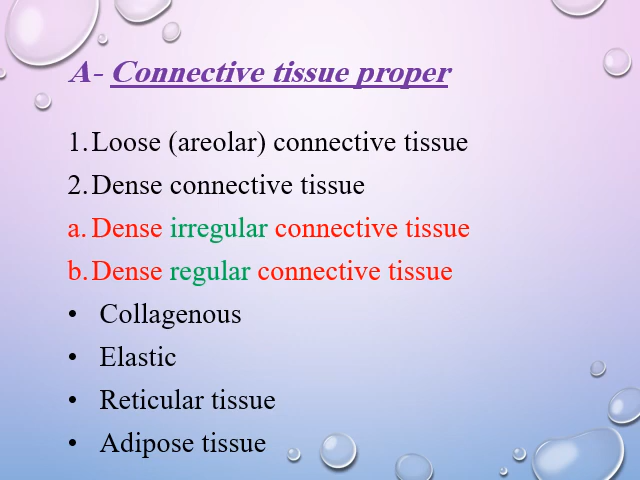 A- Connective tissue proper
1. Loose (areolar) connective tissue
2. Dense connective tissue
a. Dense irregular connective tissue
b. Dense regular connective tissue
• Collagenous
• Elastic
• Reticular tissue
• Adipose tissue